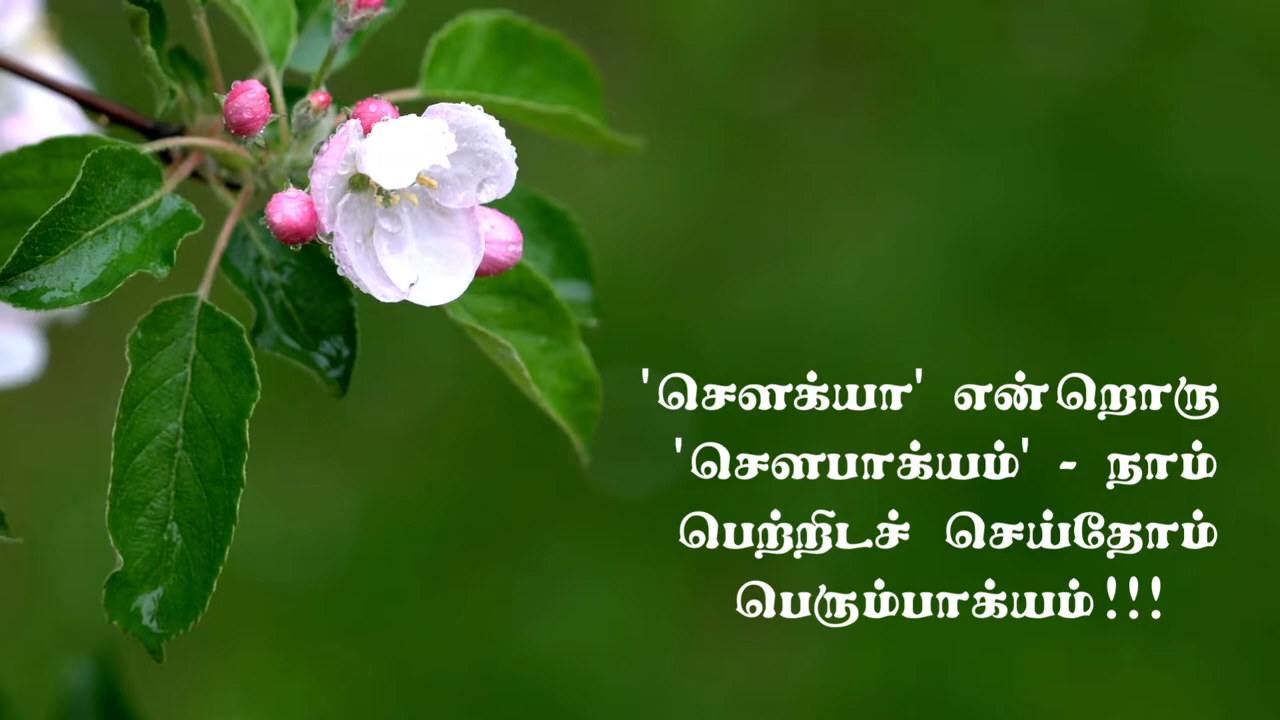 'சௌக்யா' என்றொரு
'சௌபாக்யம்' - நாம்
பெற்றிடச் செய்தோம்
பெரும்பாக்யம்!!!